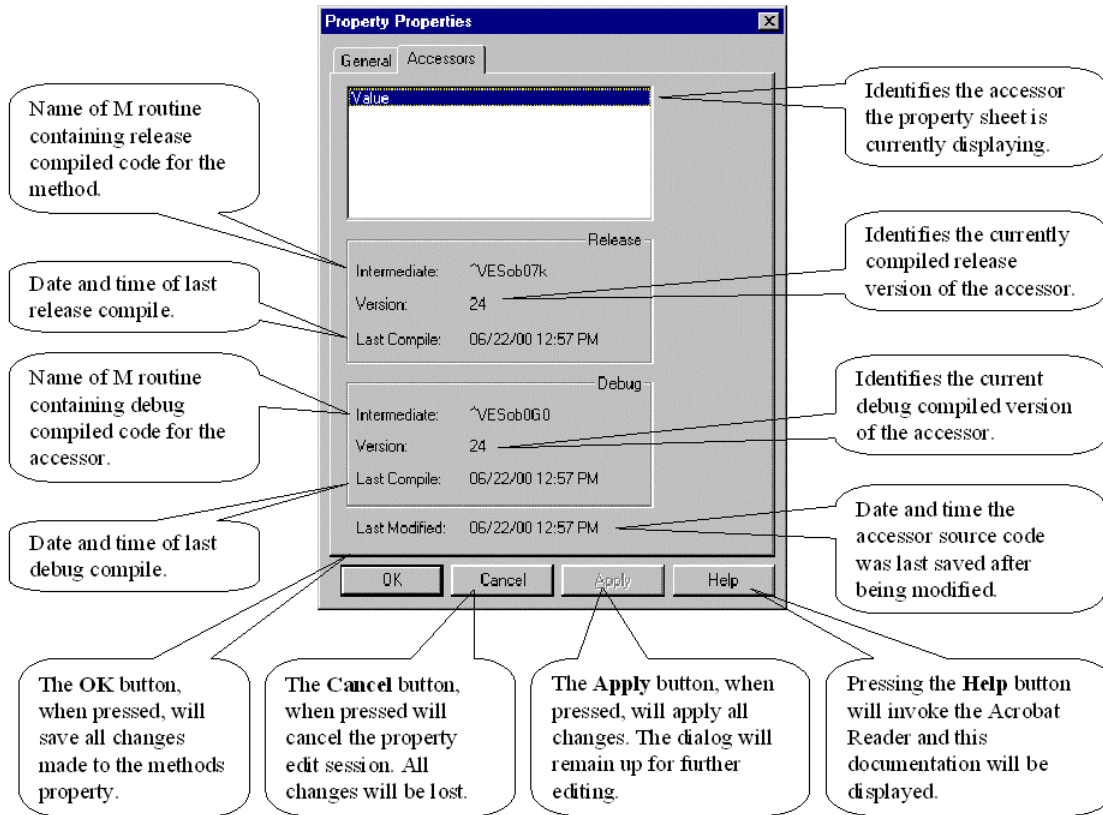 Property Properties
General
Accessors
Value
Release
Intermediate: ^VESob07k
Version: 24
Last Compile: 06/22/00 12:57 PM
Debug
Intermediate: ^VESob0G0
Version: 24
Last Compile: 06/22/00 12:57 PM
Last Modified: 06/22/00 12:57 PM
OK
Cancel
Apply
Help
Name of M routine
containing release
compiled code for the
method.
Date and time of last
release compile.
Name of M routine
containing debug
compiled code for the
accessor.
Date and time of last
debug compile.
Identifies the accessor
the property sheet is
currently displaying.
Identifies the currently
compiled release
version of the accessor.
Identifies the current
debug compiled version
of the accessor.
Date and time the
accessor source code
was last saved after
being modified.
The OK button,
when pressed, will
save all changes
made to the methods
property.
The Cancel button,
when pressed will
cancel the property
edit session. All
changes will be lost.
The Apply button, when
pressed, will apply all
changes. The dialog will
remain up for further
editing.
Pressing the Help button
will invoke the Acrobat
Reader and this
documentation will be
displayed.